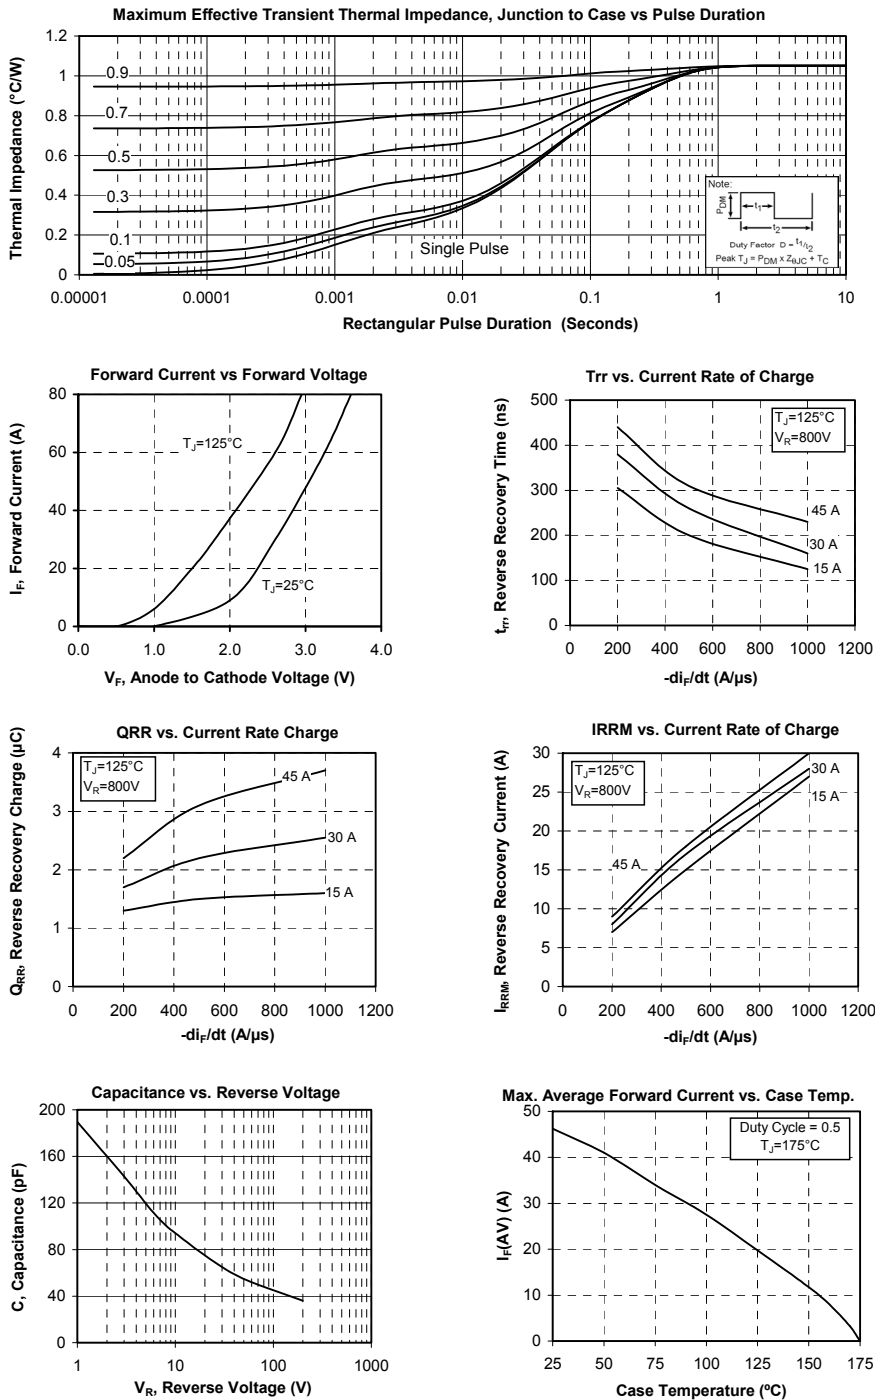 Maximum Effective Transient Thermal Impedance, Junction to Case vs Pulse Duration
Thermal Impedance (°C/W)
1.2
1
0.8
0.6
0.4
0.2
0
0.9
0.7
0.5
0.3
0.1
0.05
Single Pulse
Note:
PDM
t1
t2
Duty Factor D = t1/t2
Peak TJ = PDM x ZθJC + TC
0.00001 0.0001 0.001 0.01 0.1 1 10
Rectangular Pulse Duration (Seconds)
Forward Current vs Forward Voltage
IF, Forward Current (A)
80
60
40
20
0
TJ=125°C
TJ=25°C
0.0 1.0 2.0 3.0 4.0
VF, Anode to Cathode Voltage (V)
Trr vs. Current Rate of Charge
trr, Reverse Recovery Time (ns)
500
400
300
200
100
0
TJ=125°C
VR=800V
45 A
30 A
15 A
0 200 400 600 800 1000 1200
-diF/dt (A/µs)
QRR vs. Current Rate Charge
QRR, Reverse Recovery Charge (µC)
4
3
2
1
0
TJ=125°C
VR=800V
45 A
30 A
15 A
0 200 400 600 800 1000 1200
-diF/dt (A/µs)
IRRM vs. Current Rate of Charge
IRRM, Reverse Recovery Current (A)
30
25
20
15
10
5
0
TJ=125°C
VR=800V
30 A
15 A
45 A
0 200 400 600 800 1000 1200
-diF/dt (A/µs)
Capacitance vs. Reverse Voltage
C, Capacitance (pF)
200
160
120
80
40
0
1 10 100 1000
VR, Reverse Voltage (V)
Max. Average Forward Current vs. Case Temp.
IF(AV) (A)
50
40
30
20
10
0
Duty Cycle = 0.5
TJ=175°C
25 50 75 100 125 150 175
Case Temperature (ºC)